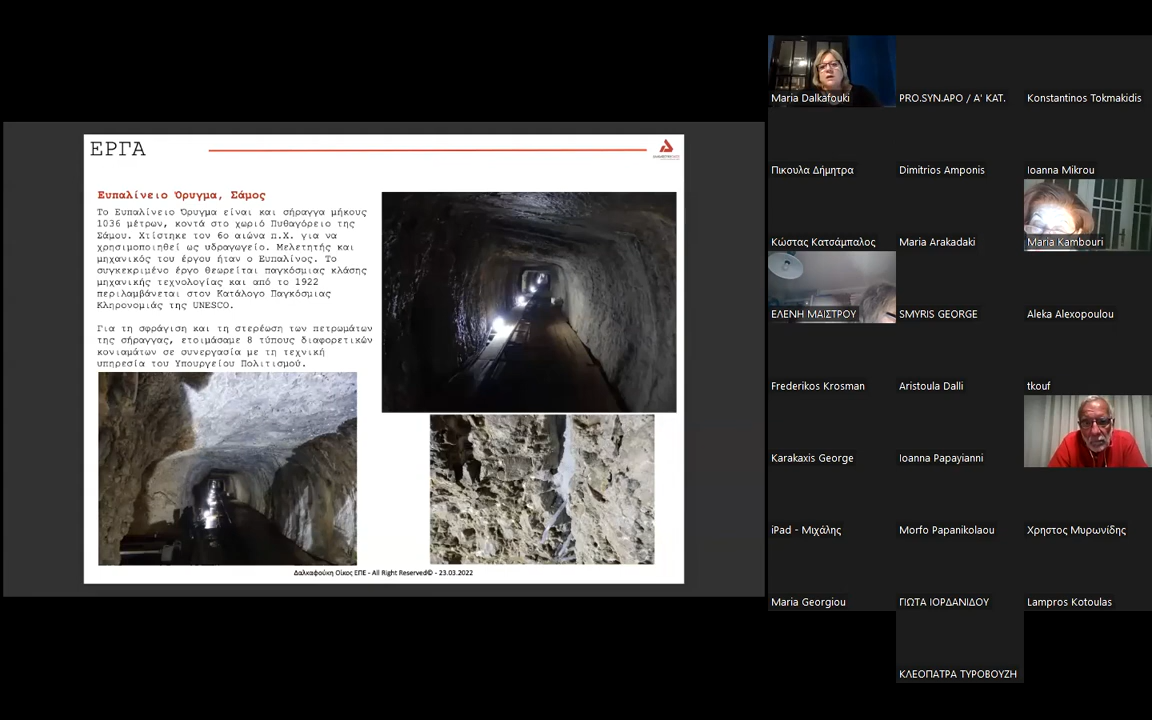 ΕΡΓΑ
Ευπαλίνειο Όρυγμα, Σάμος
Το Ευπαλίνειο Όρυγμα είναι και σήραγγα μήκους
1036 μέτρων, κοντά στο χωριό Πυθαγόρειο της
Σάμου. Χτίστηκε τον 6ο αιώνα π.Χ. για να
χρησιμοποιηθεί ως υδραγωγείο. Μελετητής και
μηχανικός του έργου ήταν ο Ευπαλίνος. Το
συγκεκριμένο έργο θεωρείται παγκόσμιας κλάσης
μηχανικής τεχνολογίας και από το 1922
περιλαμβάνεται στον Κατάλογο Παγκόσμιας
Κληρονομιάς της UNESCO.
Για τη σφράγιση και τη στερέωση των πετρωμάτων
της σήραγγας, ετοιμάσαμε 8 τύπους διαφορετικών
κονιαμάτων σε συνεργασία με τη τεχνική
υπηρεσία του Υπουργείου Πολιτισμού.
Δαλκαφούκη Οίκος ΕΠΕ - All Right Reserved© - 23.03.2022
Maria Dalkafouki
PRO.SYN.APO / A' KAT.
Konstantinos Tokmakidis
Πικουλα Δήμητρα
Dimitrios Amponis
Ioanna Mikrou
Κώστας Κατσάμπαλος
Maria Arakadaki
Maria Kambouri
ΕΛΕΝΗ ΜΑΙΣΤΡΟΥ
SMYRIS GEORGE
Aleka Alexopoulou
Frederikos Krosman
Aristoula Dalli
tkouf
Karakaxis George
Ioanna Papayianni
iPad - Μιχάλης
Morfo Papanikolaou
Χρηστος Μυρωνίδης
Maria Georgiou
ΓΙΩΤΑ ΙΟΡΔΑΝΙΔΟΥ
Lampros Kotoulas
ΚΛΕΟΠΑΤΡΑ ΤΥΡΟΒΟΥΖΗ